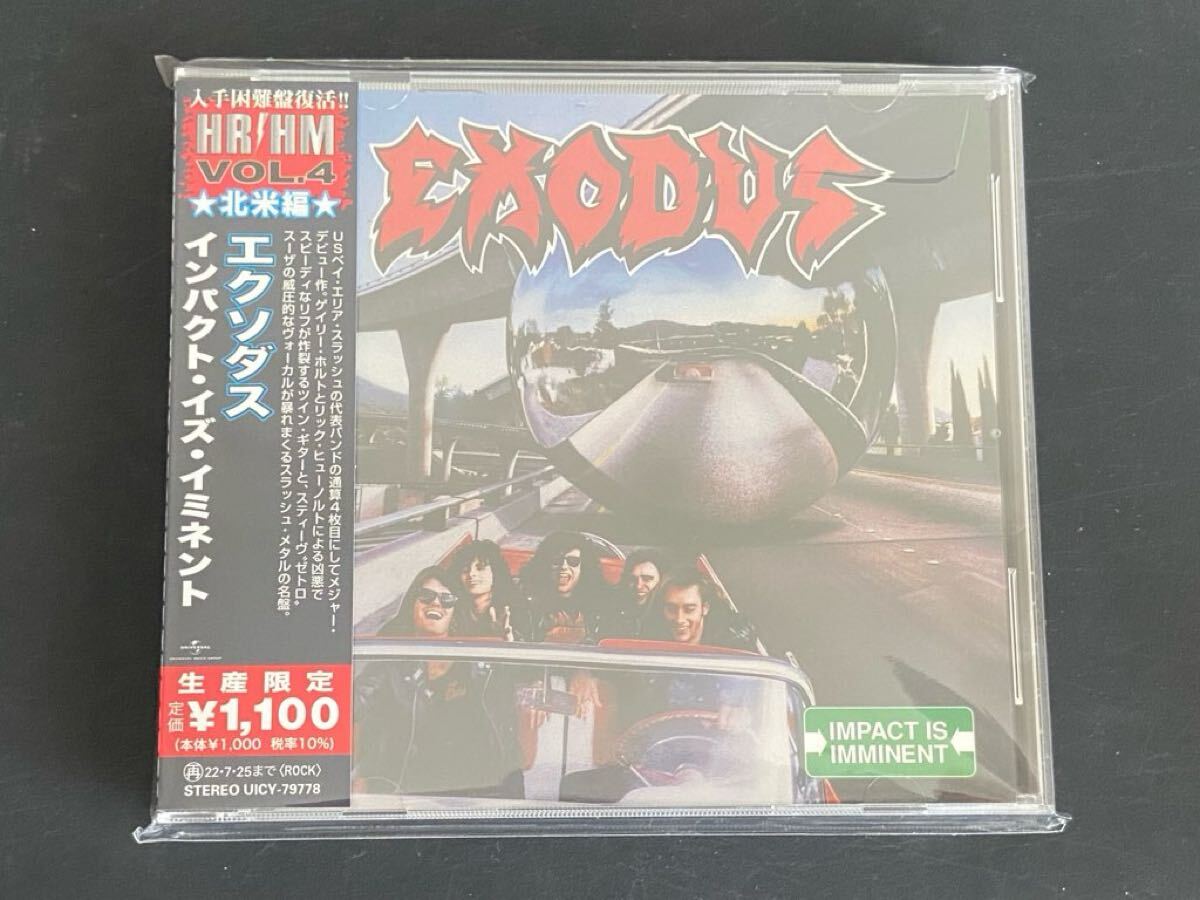 入手困難盤復活!!
HR/HM
VOL.4
★北米編★
エクソダス
インパクト・イズ・イミネント
USベイ・エリア・スラッシュの代表バンドの通算4枚目にしてメジャー・
デビュー作。ゲイリー・ホルトとリック・ヒューノルトによる凶悪で
スピーディなリフが炸裂するツイン・ギターと、スティーヴ“ゼトロ”
スーザの威圧的なヴォーカルが暴れまくるスラッシュ・メタルの名盤。
UNIVERSAL
UNIVERSAL MUSIC GROUP
生産限定
定価 ¥1,100
(本体¥1,000 税率10%)
再22・7・25まで〈ROCK〉
STEREO UICY-79778
EXODUS
IMPACT IS
IMMINENT